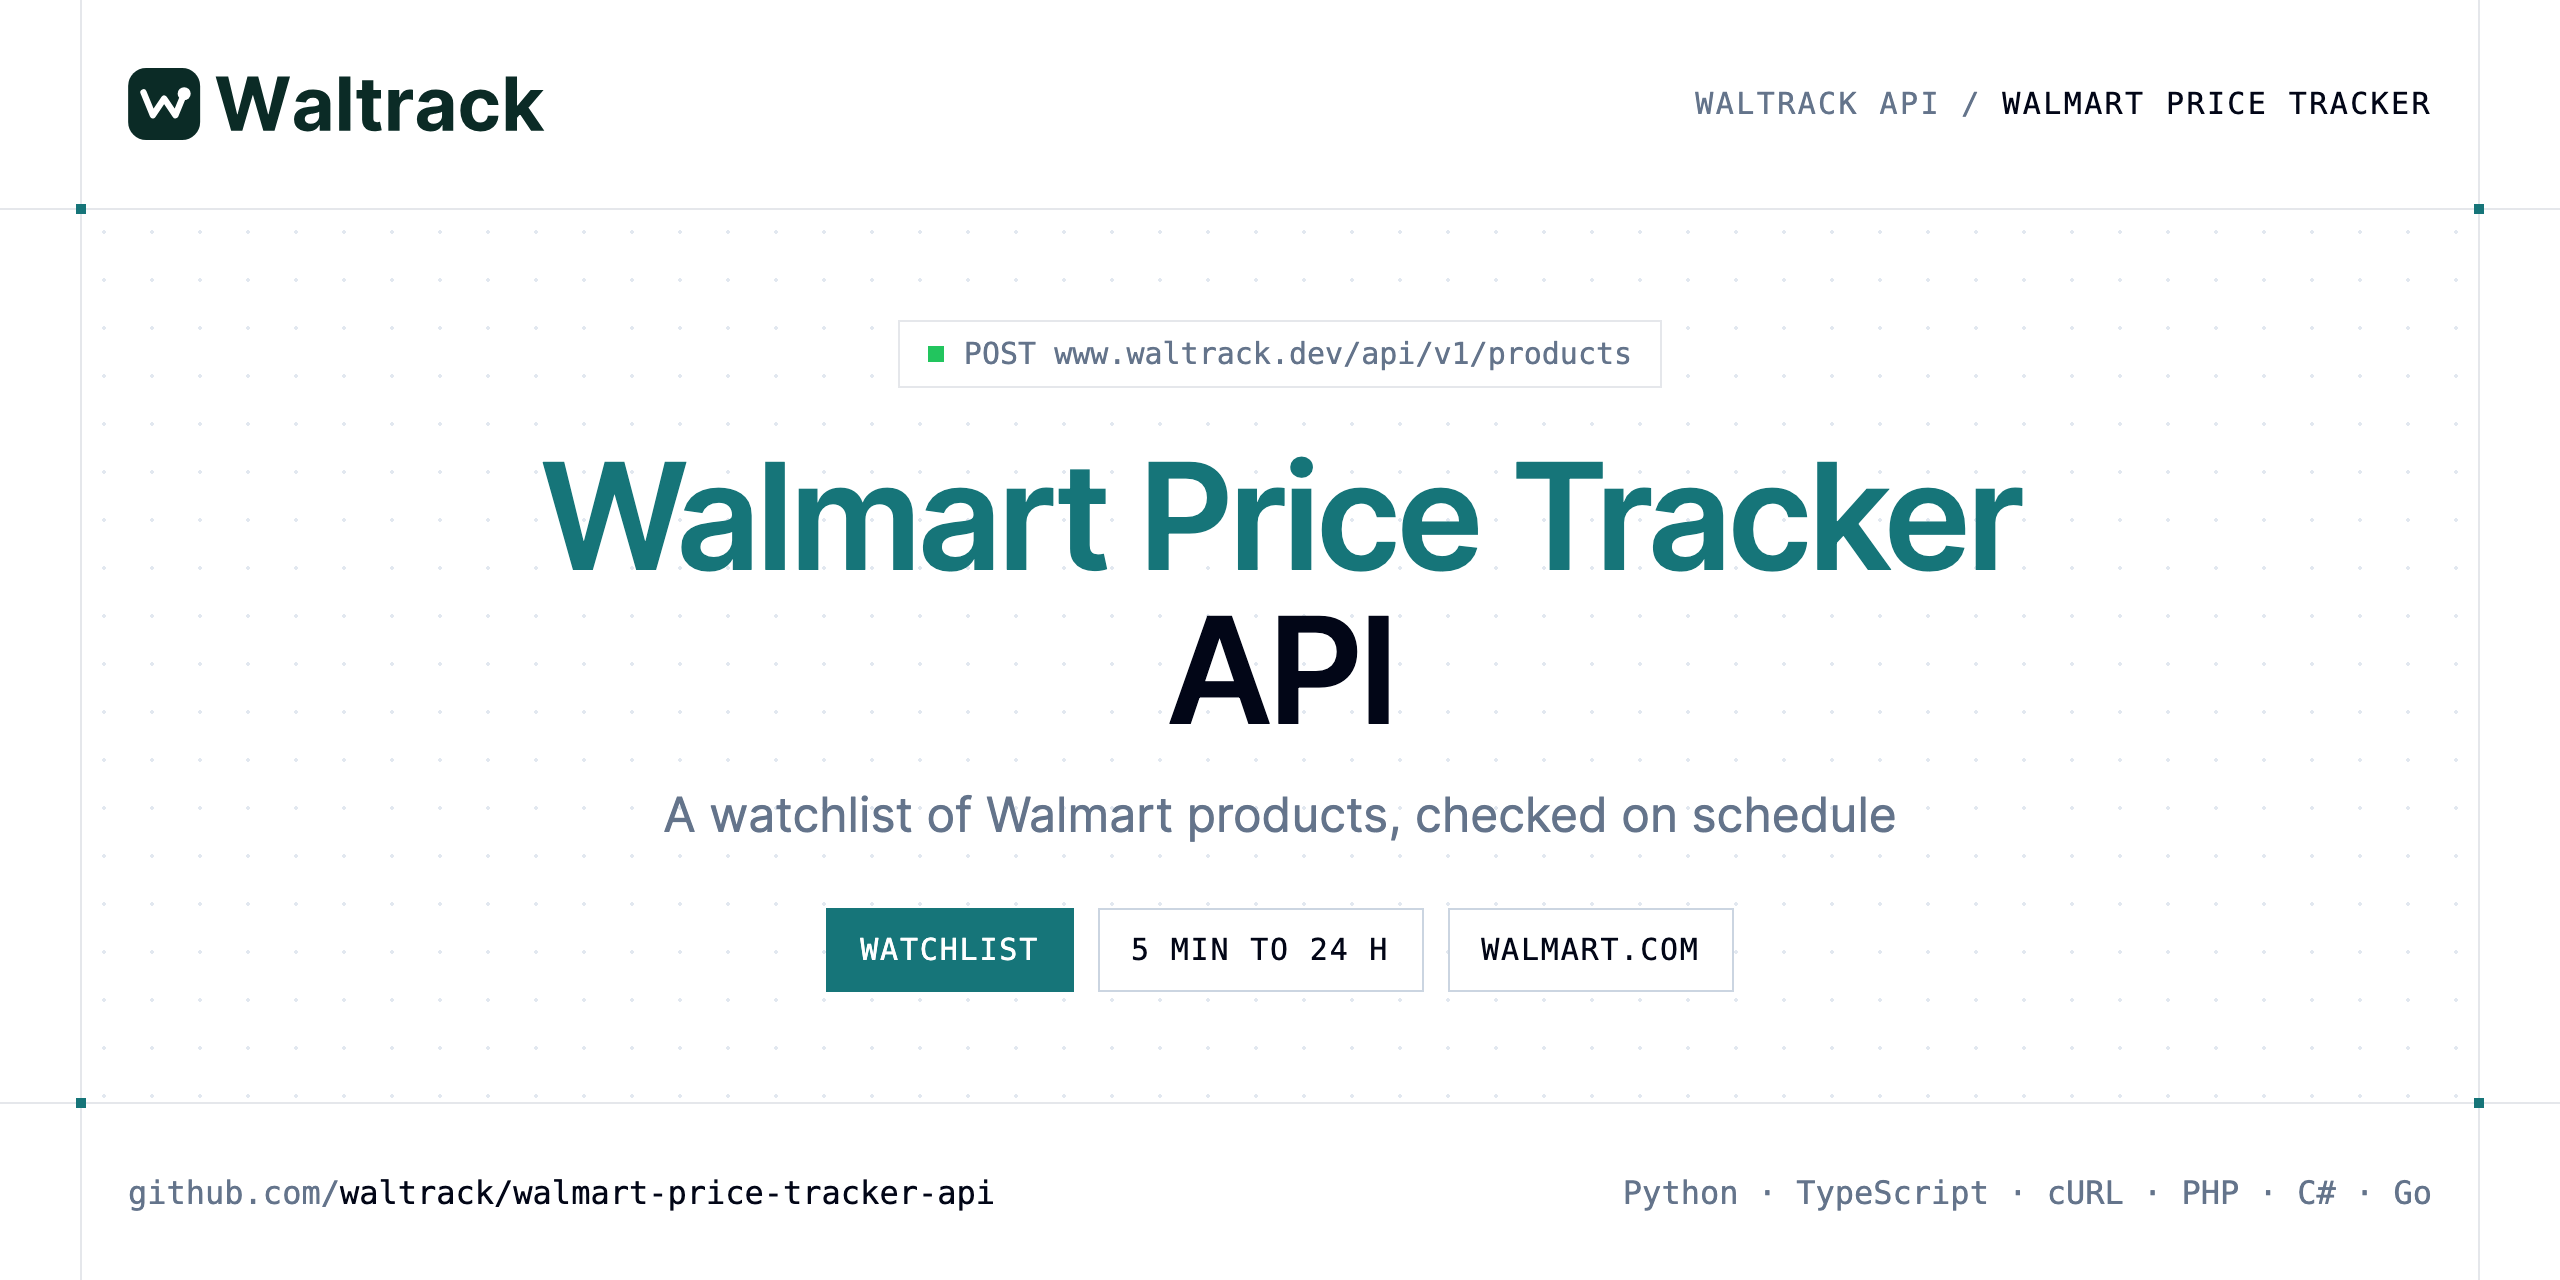 Waltrack
WALTRACK API / WALMART PRICE TRACKER
POST www.waltrack.dev/api/v1/products
Walmart Price Tracker
API
A watchlist of Walmart products, checked on schedule
WATCHLIST
5 MIN TO 24 H
WALMART.COM
github.com/waltrack/walmart-price-tracker-api
Python · TypeScript · cURL · PHP · C# · Go